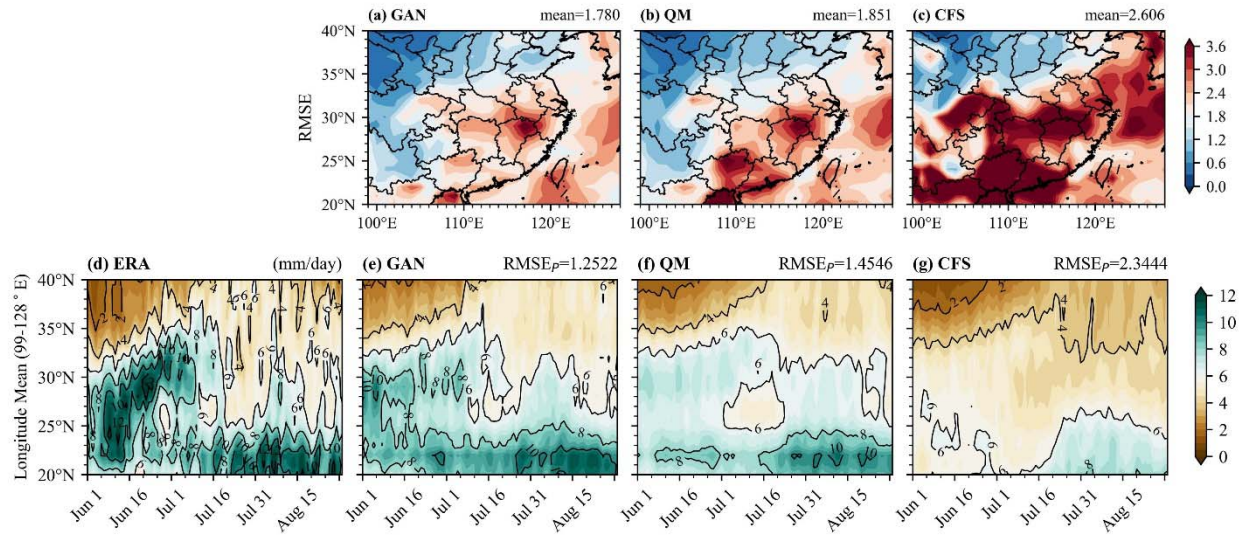 (a) GAN mean=1.780
(b) QM mean=1.851
(c) CFS mean=2.606
40°N
35°N
30°N
25°N
20°N
RMSE
100°E 110°E 120°E
100°E 110°E 120°E
100°E 110°E 120°E
3.6
3.0
2.4
1.8
1.2
0.6
0.0
(d) ERA (mm/day)
(e) GAN RMSE_P=1.2522
(f) QM RMSE_P=1.4546
(g) CFS RMSE_P=2.3444
40°N
35°N
30°N
25°N
20°N
Longitude Mean (99-128°E)
Jun 1 Jun 16 Jul 1 Jul 16 Jul 31 Aug 15
Jun 1 Jun 16 Jul 1 Jul 16 Jul 31 Aug 15
Jun 1 Jun 16 Jul 1 Jul 16 Jul 31 Aug 15
Jun 1 Jun 16 Jul 1 Jul 16 Jul 31 Aug 15
12
10
8
6
4
2
0